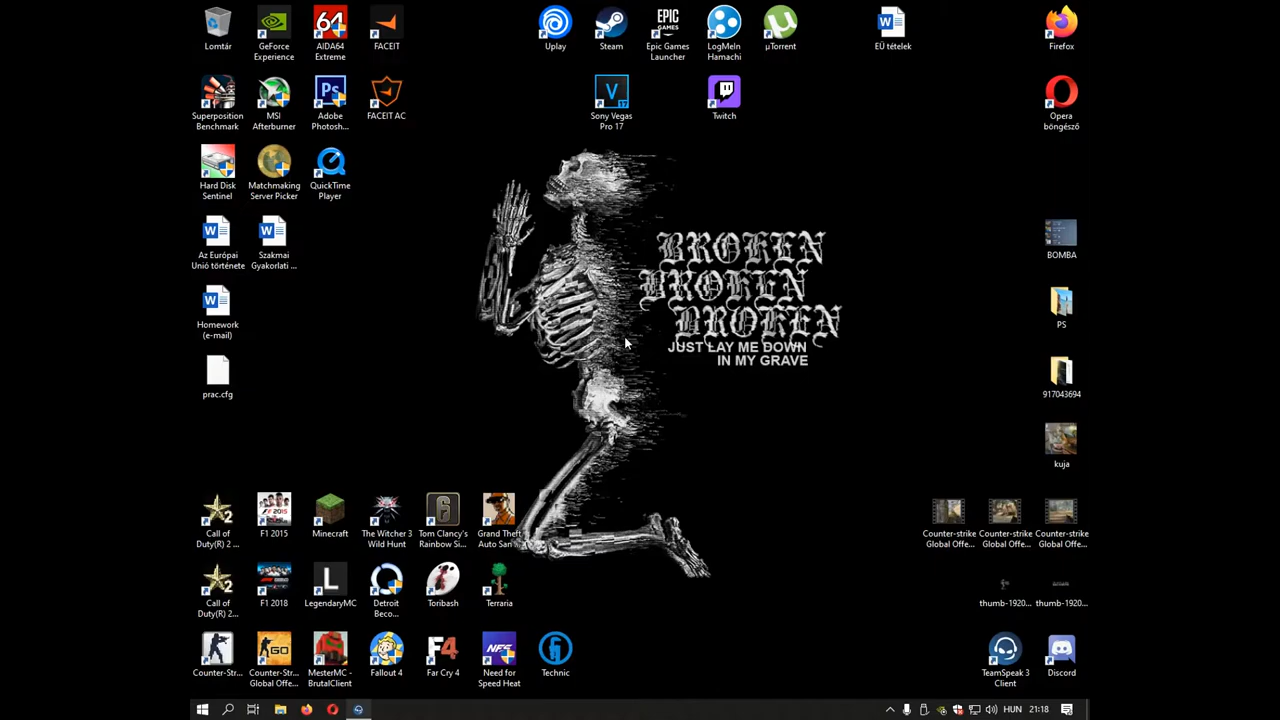 Lomtár
GeForce
Experience
AIDA64
Extreme
FACEIT
Uplay
Steam
Epic Games
Launcher
LogMeIn
Hamachi
µTorrent
EÜ tételek
Firefox
Superposition
Benchmark
MSI
Afterburner
Adobe
Photosh...
FACEIT AC
Sony Vegas
Pro 17
Twitch
Opera
böngésző
Hard Disk
Sentinel
Matchmaking
Server Picker
QuickTime
Player
Az Európai
Unió története
Szakmai
Gyakorlati ...
BOMBA
Homework
(e-mail)
PS
prac.cfg
917043694
kuja
BROKEN
BROKEN
BROKEN
JUST LAY ME DOWN
IN MY GRAVE
Call of
Duty(R) 2 ...
F1 2015
Minecraft
The Witcher 3
Wild Hunt
Tom Clancy's
Rainbow Si...
Grand Theft
Auto San ...
Counter-strike
Global Offe...
Counter-strike
Global Offe...
Counter-strike
Global Offe...
Call of
Duty(R) 2...
F1 2018
LegendaryMC
Detroit
Beco...
Toribash
Terraria
thumb-1920...
thumb-1920...
Counter-Str...
Counter-Str...
Global Offe...
MesterMC -
BrutalClient
Fallout 4
Far Cry 4
Need for
Speed Heat
Technic
TeamSpeak 3
Client
Discord
HUN
21:18